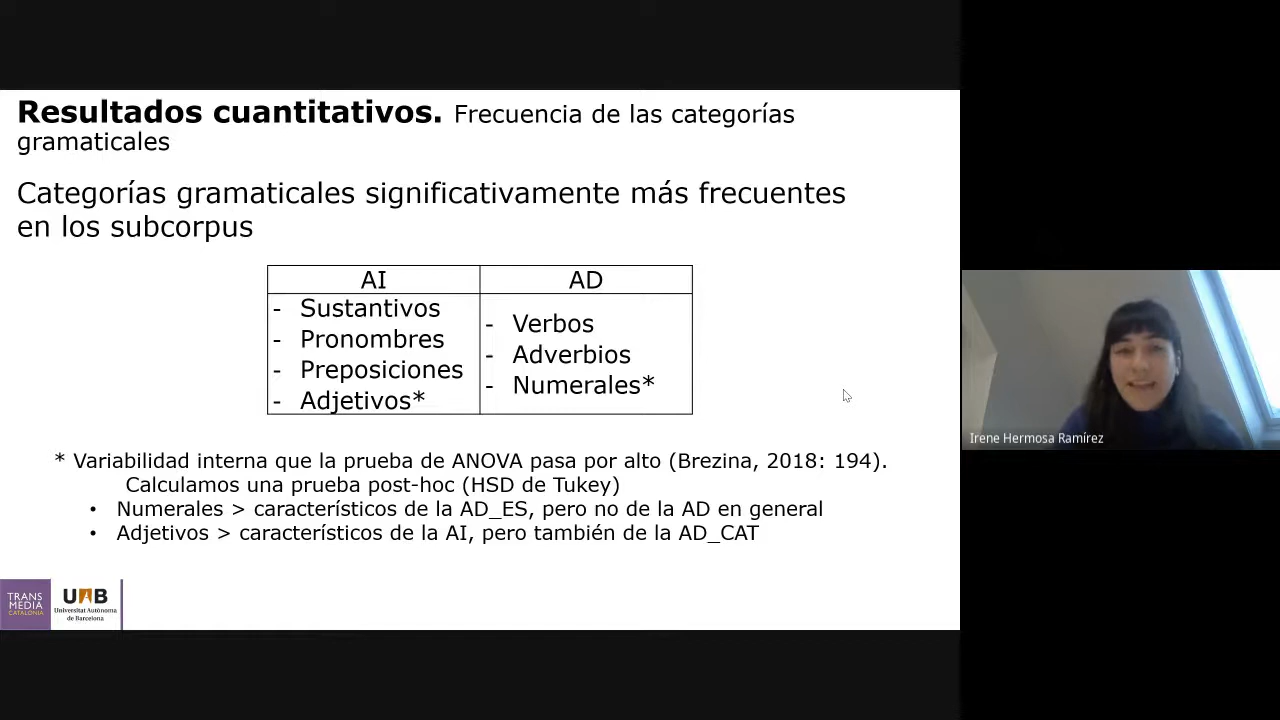 Resultados cuantitativos. Frecuencia de las categorías
gramaticales
Categorías gramaticales significativamente más frecuentes
en los subcorpus
AI
- Sustantivos
- Pronombres
- Preposiciones
- Adjetivos*
AD
- Verbos
- Adverbios
- Numerales*
* Variabilidad interna que la prueba de ANOVA pasa por alto (Brezina, 2018: 194).
Calculamos una prueba post-hoc (HSD de Tukey)
• Numerales > característicos de la AD_ES, pero no de la AD en general
• Adjetivos > característicos de la AI, pero también de la AD_CAT
TRANS
MEDIA
CATALONIA
UAB
Universitat Autònoma
de Barcelona
Irene Hermosa Ramírez